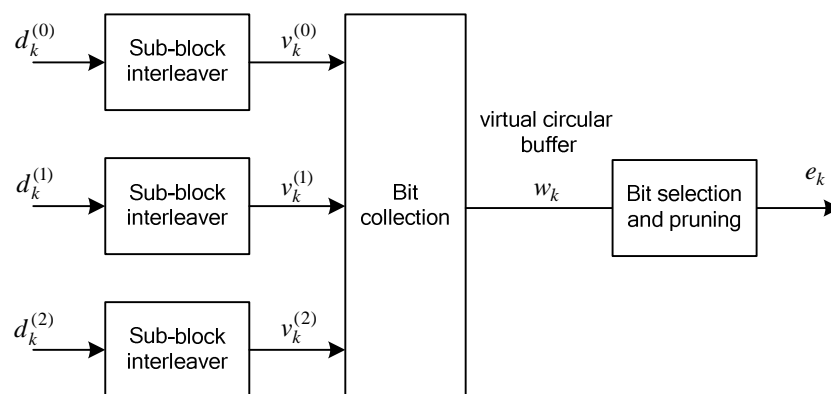 d_k^{(0)}
Sub-block
interleaver
v_k^{(0)}
d_k^{(1)}
Sub-block
interleaver
v_k^{(1)}
d_k^{(2)}
Sub-block
interleaver
v_k^{(2)}
Bit
collection
virtual circular
buffer
w_k
Bit selection
and pruning
e_k